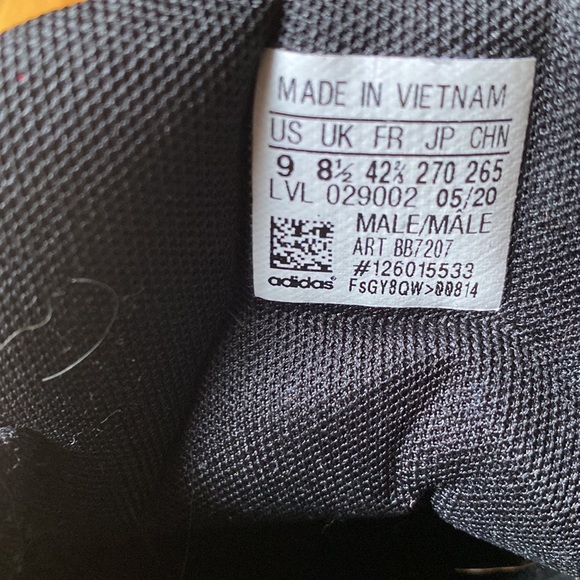 MADE IN VIETNAM
US UK FR JP CHN
9 8½ 42⅔ 270 265
LVL 029002 05/20
MALE/MÂLE
ART BB7207
#126015533
adidas FsGY8QW>00814